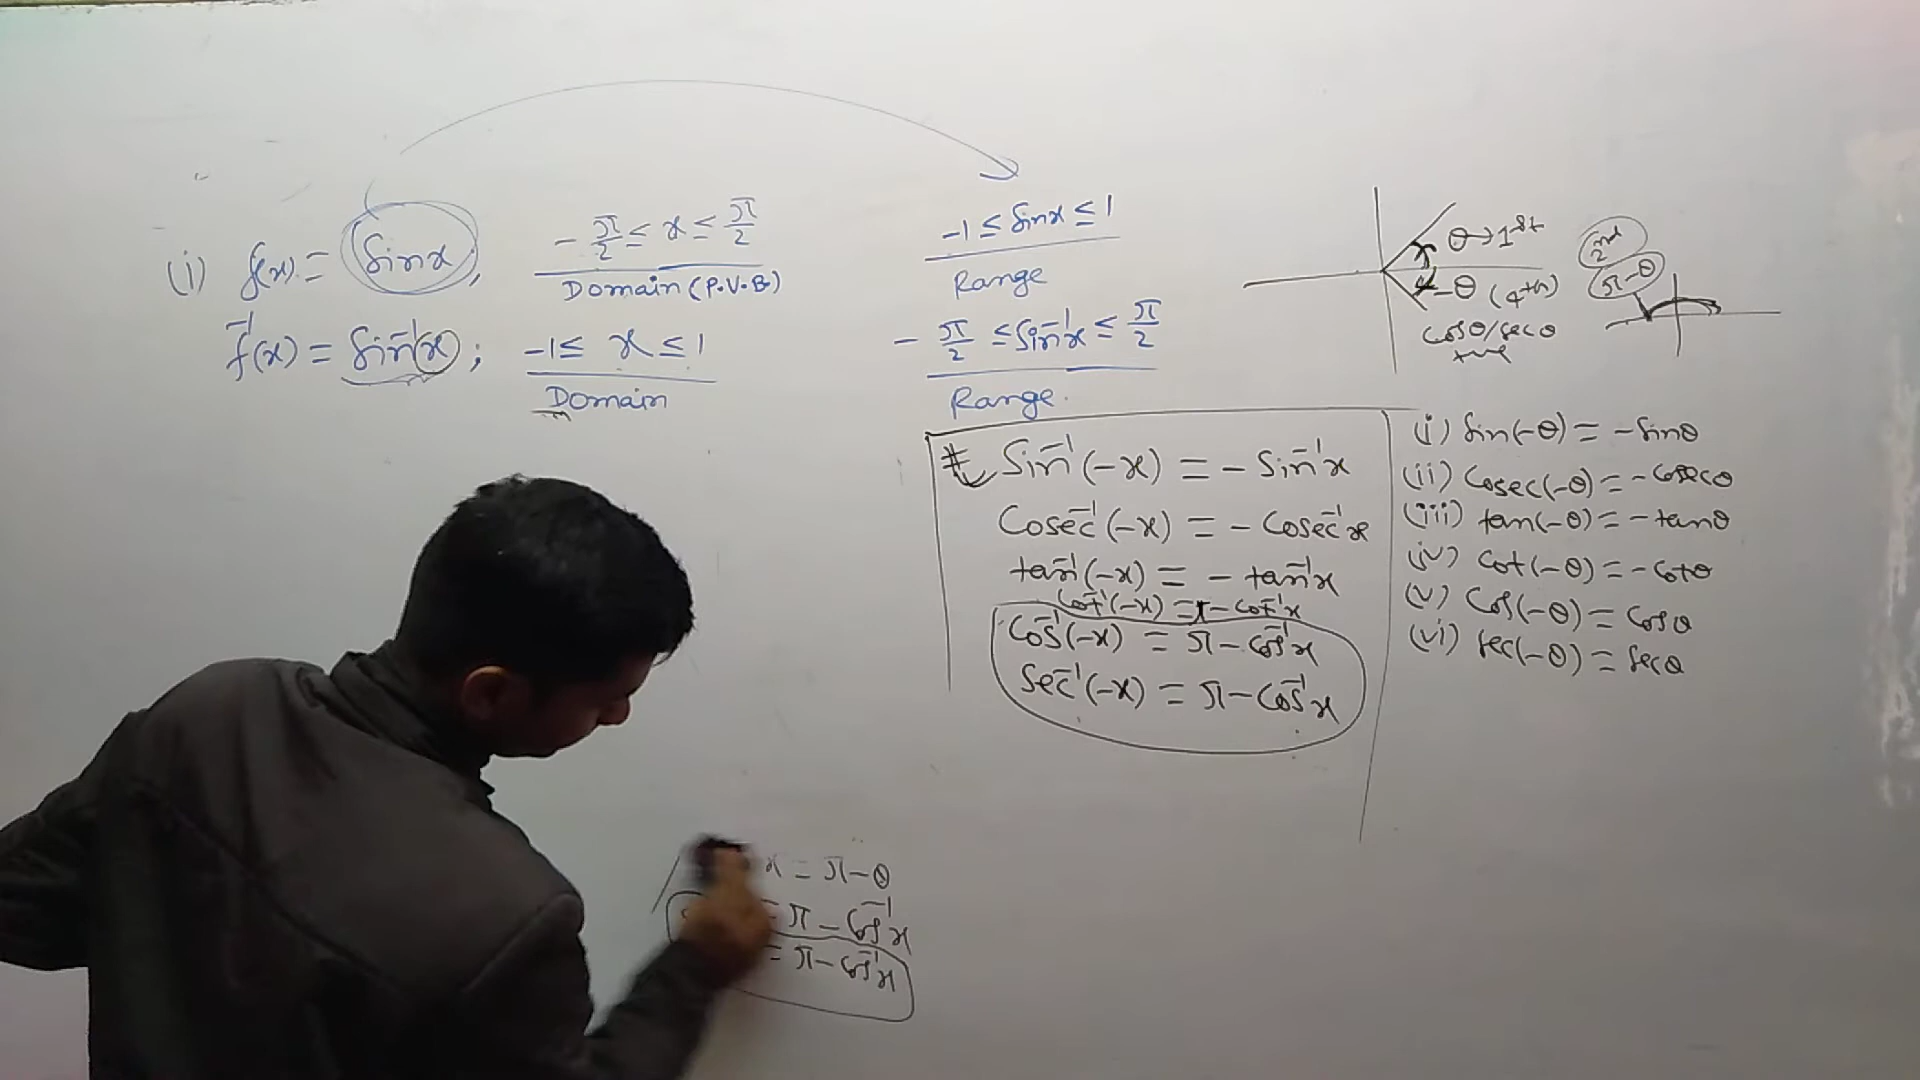 (i) f(x) = Sinx ; -π/2 ≤ x ≤ π/2 -1 ≤ Sinx ≤ 1
Domain (P.V.B) Range
f⁻¹(x) = Sin⁻¹(x) ; -1 ≤ x ≤ 1 -π/2 ≤ Sin⁻¹x ≤ π/2
Domain Range
θ→1st
-θ (4th)
Cosθ/secθ
+ve
2nd
π-θ
# Sin⁻¹(-x) = - Sin⁻¹x
Cosec⁻¹(-x) = - Cosec⁻¹x
tan⁻¹(-x) = - tan⁻¹x
Cot⁻¹(-x) = π - Cot⁻¹x
Cos⁻¹(-x) = π - Cos⁻¹x
Sec⁻¹(-x) = π - Cos⁻¹x
(i) Sin(-θ) = -Sinθ
(ii) Cosec(-θ) = -Cosecθ
(iii) tan(-θ) = -tanθ
(iv) Cot(-θ) = -Cotθ
(v) Cos(-θ) = Cosθ
(vi) Sec(-θ) = Secθ
x = π-θ
= π - Cos⁻¹x
= π - Cos⁻¹x